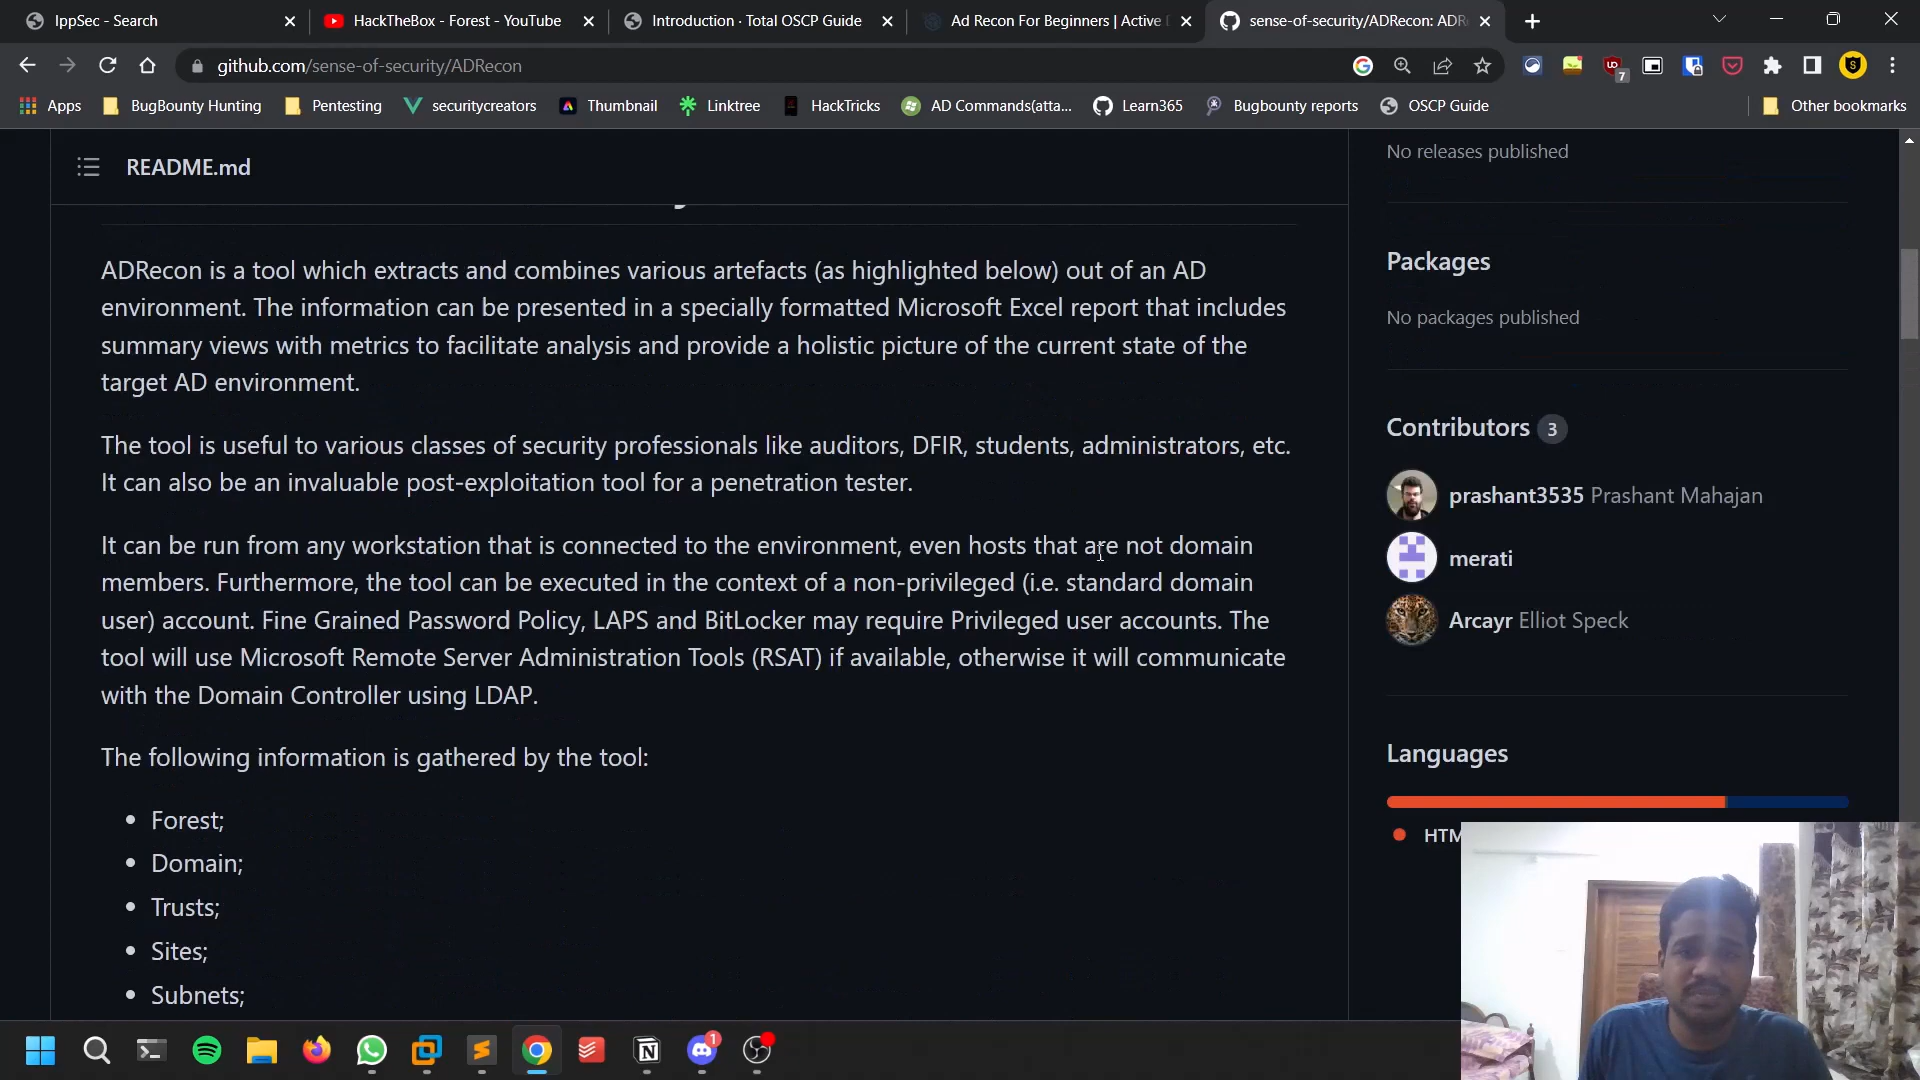 IppSec - Search
HackTheBox - Forest - YouTube
Introduction · Total OSCP Guide
Ad Recon For Beginners | Active
sense-of-security/ADRecon: ADR
github.com/sense-of-security/ADRecon
7
Apps
BugBounty Hunting
Pentesting
securitycreators
Thumbnail
Linktree
HackTricks
AD Commands(atta...
Learn365
Bugbounty reports
OSCP Guide
Other bookmarks
README.md
ADRecon is a tool which extracts and combines various artefacts (as highlighted below) out of an AD
environment. The information can be presented in a specially formatted Microsoft Excel report that includes
summary views with metrics to facilitate analysis and provide a holistic picture of the current state of the
target AD environment.
The tool is useful to various classes of security professionals like auditors, DFIR, students, administrators, etc.
It can also be an invaluable post-exploitation tool for a penetration tester.
It can be run from any workstation that is connected to the environment, even hosts that are not domain
members. Furthermore, the tool can be executed in the context of a non-privileged (i.e. standard domain
user) account. Fine Grained Password Policy, LAPS and BitLocker may require Privileged user accounts. The
tool will use Microsoft Remote Server Administration Tools (RSAT) if available, otherwise it will communicate
with the Domain Controller using LDAP.
The following information is gathered by the tool:
• Forest;
• Domain;
• Trusts;
• Sites;
• Subnets;
No releases published
Packages
No packages published
Contributors 3
prashant3535 Prashant Mahajan
merati
Arcayr Elliot Speck
Languages
HTM
1